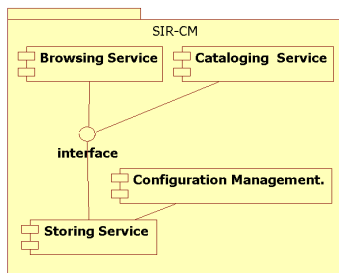 SIR-CM
Browsing Service
Cataloging Service
interface
Configuration Management.
Storing Service